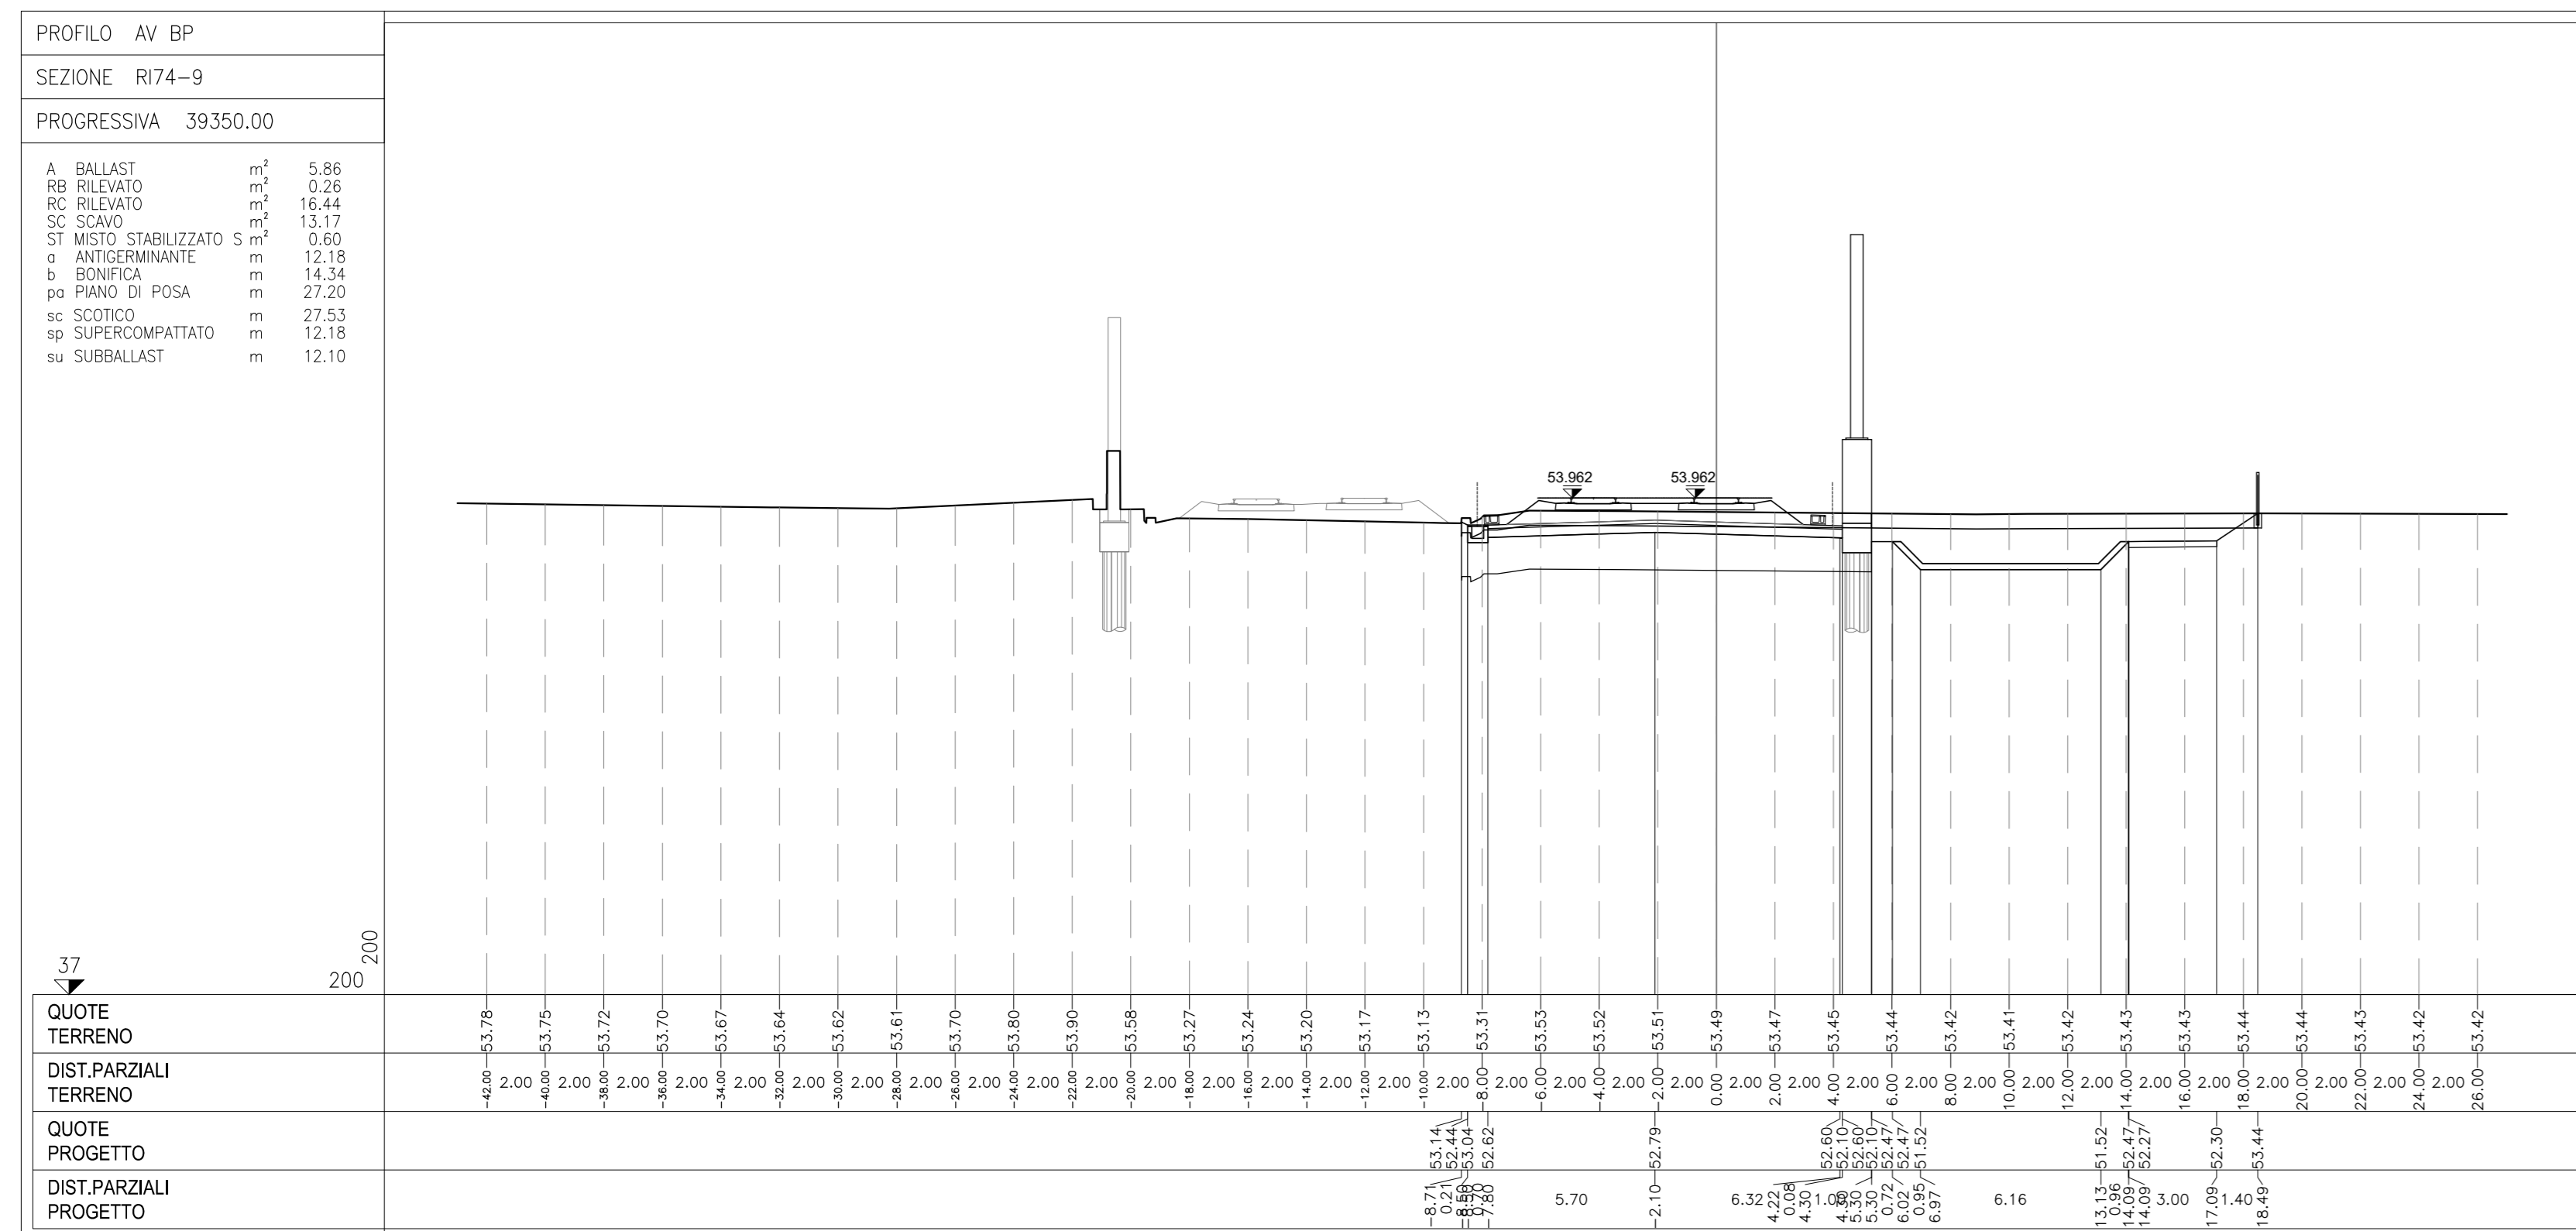 PROFILO AV BP
SEZIONE RI74-9
PROGRESSIVA 39350.00
A BALLAST m² 5.86
RB RILEVATO m² 0.26
RC RILEVATO m² 16.44
SC SCAVO m² 13.17
ST MISTO STABILIZZATO S m² 0.60
a ANTIGERMINANTE m 12.18
b BONIFICA m 14.34
pa PIANO DI POSA m 27.20
sc SCOTICO m 27.53
sp SUPERCOMPATTATO m 12.18
su SUBBALLAST m 12.10
53.962 53.962
37 200 200
QUOTE TERRENO
53.78 53.75 53.72 53.70 53.67 53.64 53.62 53.61 53.70 53.80 53.90 53.58 53.27 53.24 53.20 53.17 53.13 53.31 53.53 53.52 53.51 53.49 53.47 53.45 53.44 53.42 53.41 53.42 53.43 53.43 53.44 53.44 53.43 53.42 53.42
DIST.PARZIALI TERRENO
-42.00 2.00 -40.00 2.00 -38.00 2.00 -36.00 2.00 -34.00 2.00 -32.00 2.00 -30.00 2.00 -28.00 2.00 -26.00 2.00 -24.00 2.00 -22.00 2.00 -20.00 2.00 -18.00 2.00 -16.00 2.00 -14.00 2.00 -12.00 2.00 -10.00 2.00 -8.00 2.00 -6.00 2.00 -4.00 2.00 -2.00 2.00 0.00 2.00 2.00 2.00 4.00 2.00 6.00 2.00 8.00 2.00 10.00 2.00 12.00 2.00 14.00 2.00 16.00 2.00 18.00 2.00 20.00 2.00 22.00 2.00 24.00 2.00 26.00
QUOTE PROGETTO
53.14 52.44 53.04 52.62 52.79 52.60 52.10 52.60 52.10 52.47 52.47 51.52 51.52 52.47 52.27 52.30 53.44
DIST.PARZIALI PROGETTO
-8.71 0.21 -8.50 -8.50 0.70 -7.80 5.70 -2.10 6.32 4.22 0.08 4.30 1.00 4.30 5.30 5.30 0.72 6.02 0.95 6.97 6.16 13.13 0.96 14.09 14.09 3.00 17.09 1.40 18.49